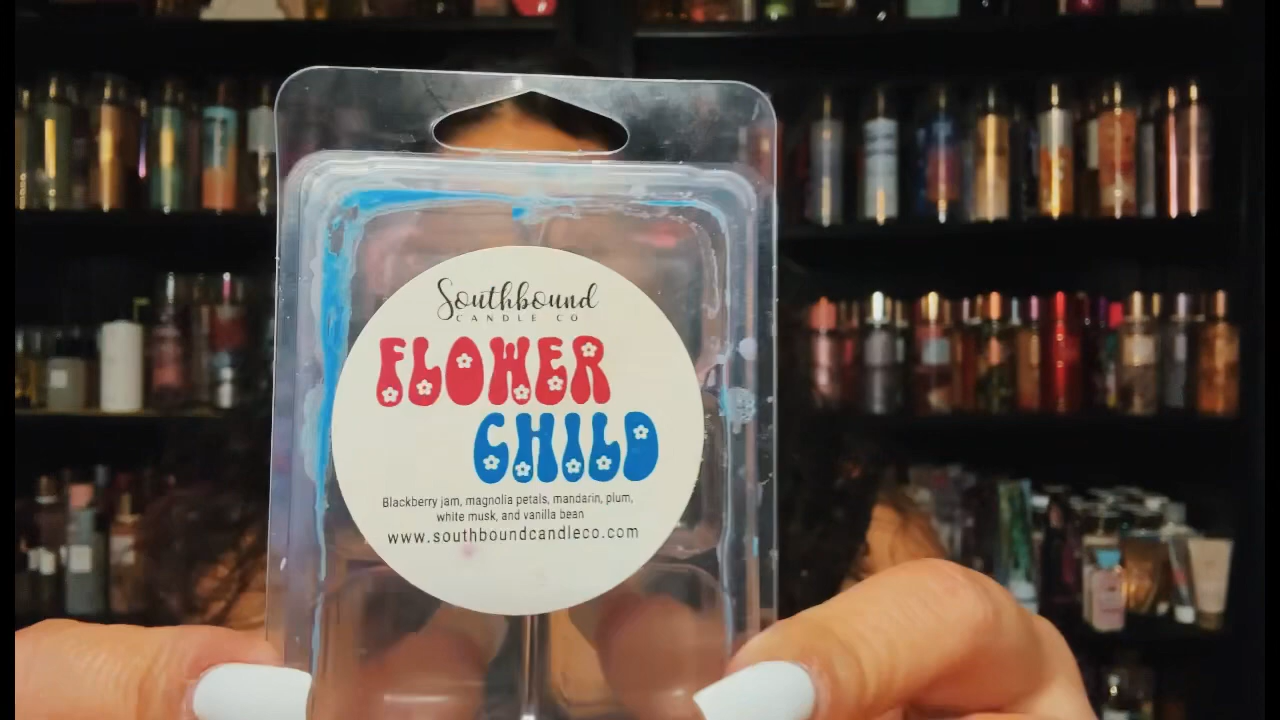 Southbound
CANDLE CO
FLOWER
CHILD
Blackberry jam, magnolia petals, mandarin, plum,
white musk, and vanilla bean
www.southboundcandleco.com